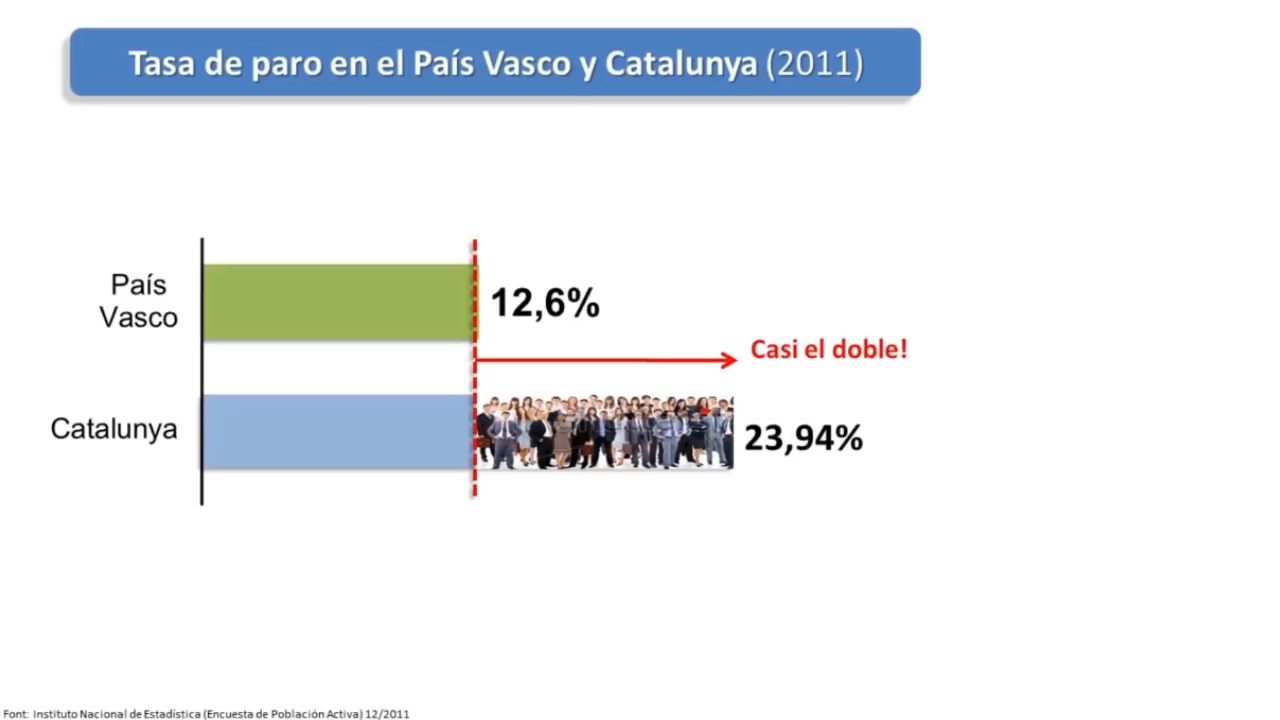 Tasa de paro en el País Vasco y Catalunya (2011)
País
Vasco
12,6%
Casi el doble!
Catalunya
23,94%
Font: Instituto Nacional de Estadística (Encuesta de Población Activa) 12/2011